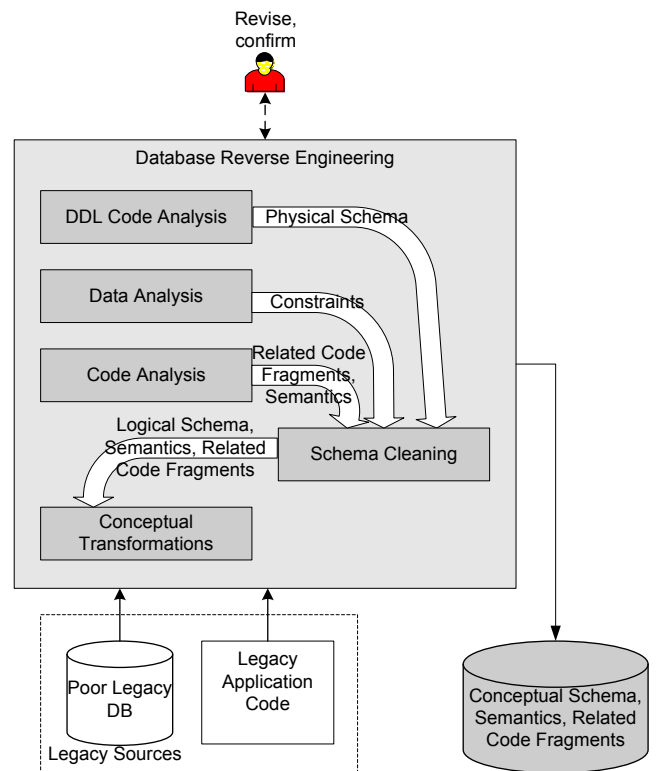 Revise,
confirm
Database Reverse Engineering
DDL Code Analysis
Physical Schema
Data Analysis
Constraints
Code Analysis
Related Code
Fragments,
Semantics
Logical Schema,
Semantics, Related
Code Fragments
Schema Cleaning
Conceptual
Transformations
Poor Legacy
DB
Legacy
Application
Code
Legacy Sources
Conceptual Schema,
Semantics, Related
Code Fragments